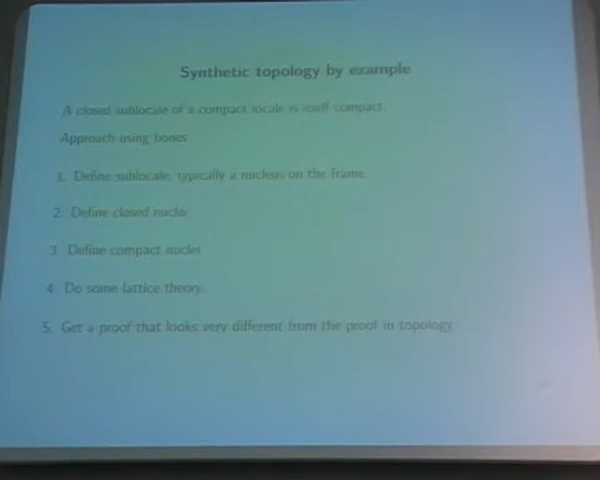 Synthetic topology by example
A closed sublocale of a compact locale is itself compact.
Approach using bones
1. Define sublocale, typically a nucleus on the frame.
2. Define closed nuclei
3. Define compact nuclei
4. Do some lattice theory.
5. Get a proof that looks very different from the proof in topology.